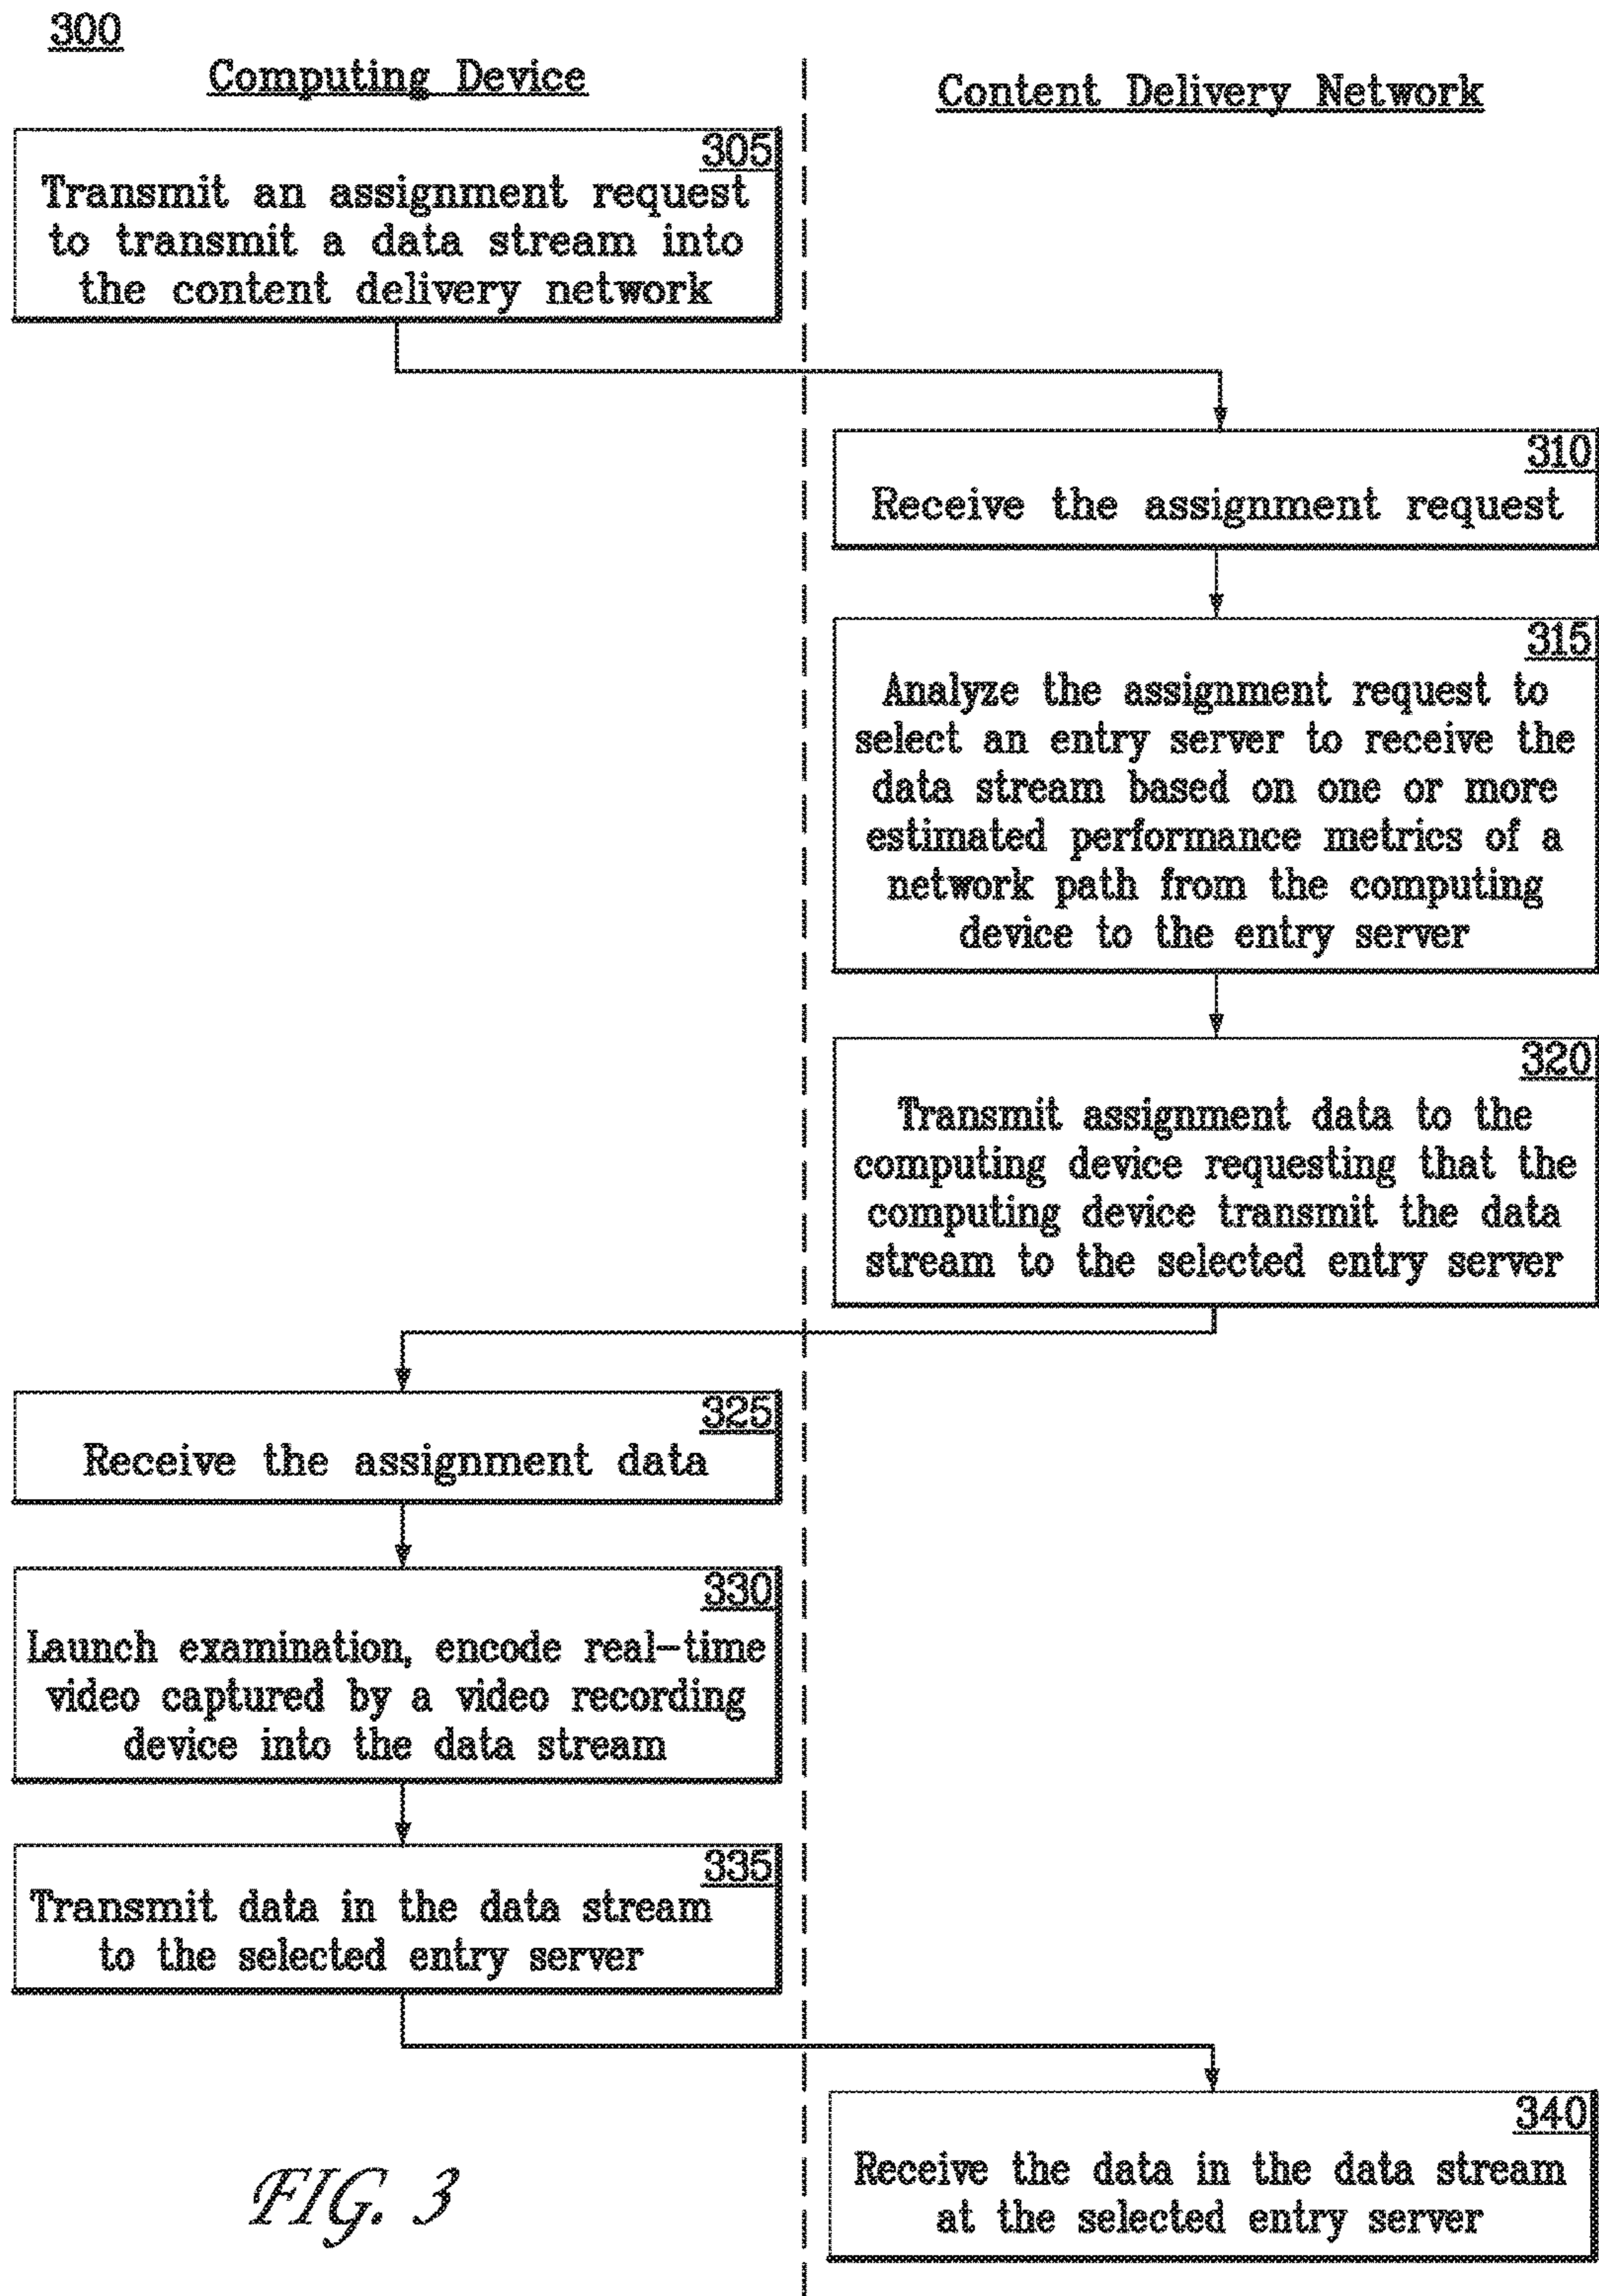 300
Computing Device
Content Delivery Network
305
Transmit an assignment request
to transmit a data stream into
the content delivery network
310
Receive the assignment request
315
Analyze the assignment request to
select an entry server to receive the
data stream based on one or more
estimated performance metrics of a
network path from the computing
device to the entry server
320
Transmit assignment data to the
computing device requesting that the
computing device transmit the data
stream to the selected entry server
325
Receive the assignment data
330
Launch examination, encode real-time
video captured by a video recording
device into the data stream
335
Transmit data in the data stream
to the selected entry server
340
Receive the data in the data stream
at the selected entry server
FIG. 3